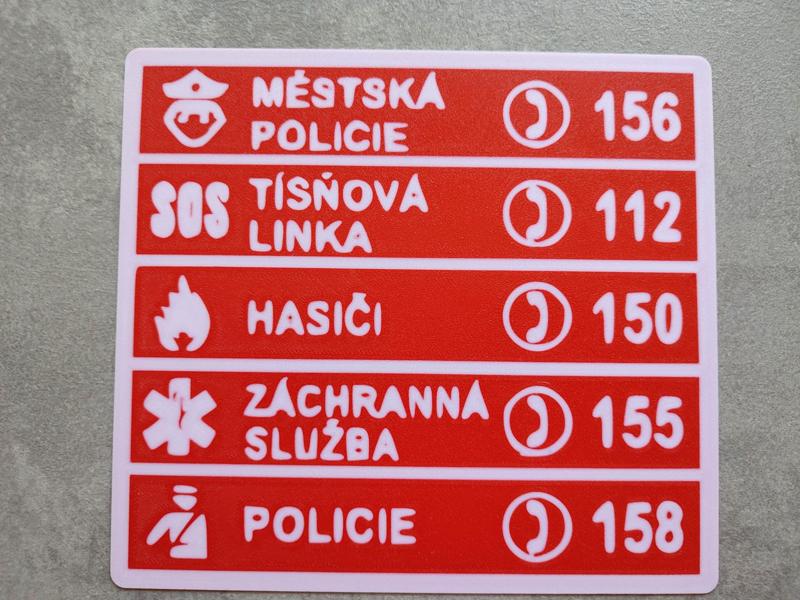 MĚSTSKÁ
POLICIE
156
SOS
TÍSŇOVÁ
LINKA
112
HASIČI
150
ZÁCHRANNÁ
SLUŽBA
155
POLICIE
158